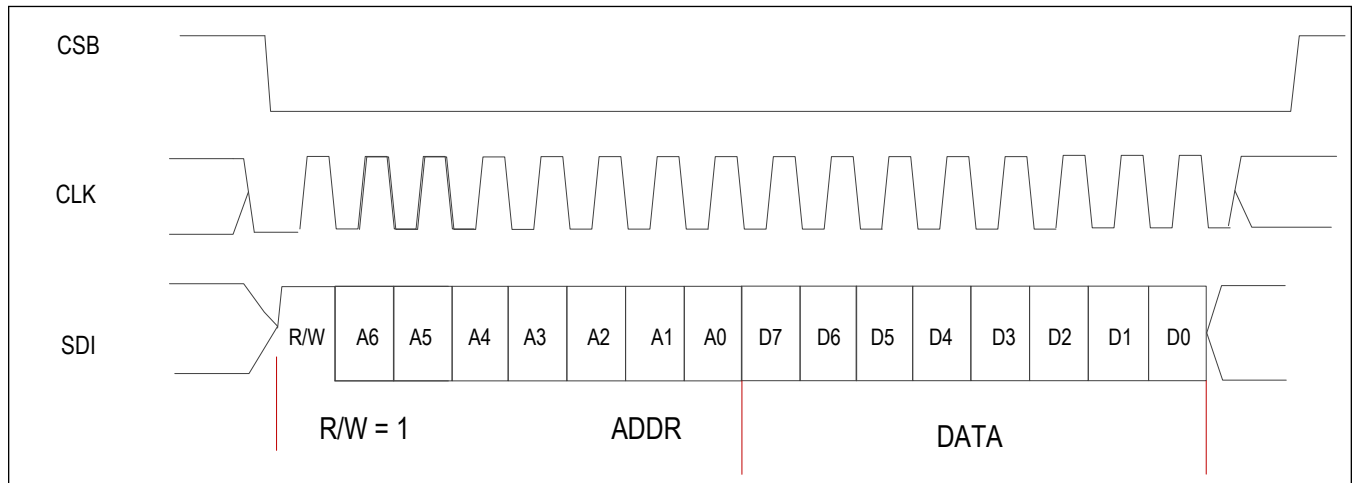 CSB
CLK
SDI
R/W A6 A5 A4 A3 A2 A1 A0 D7 D6 D5 D4 D3 D2 D1 D0
R/W = 1 ADDR DATA